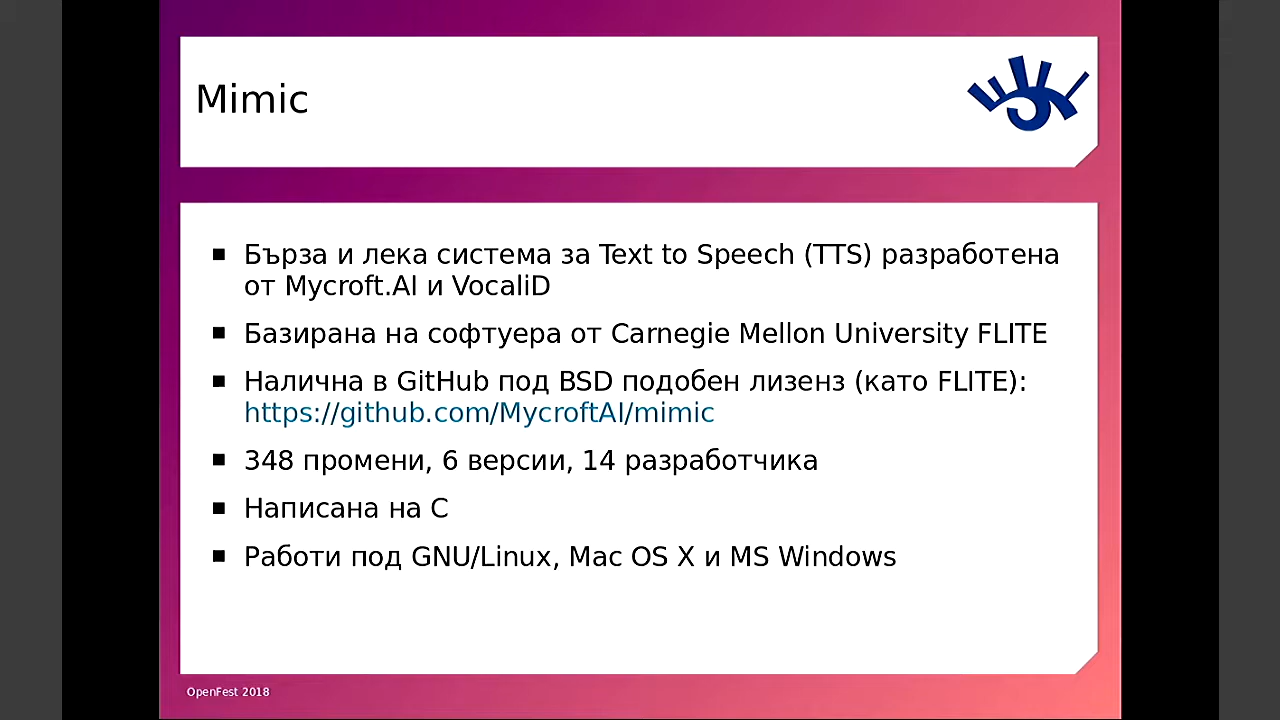 Mimic
Бърза и лека система за Text to Speech (TTS) разработена
от Mycroft.AI и VocaliD
Базирана на софтуера от Carnegie Mellon University FLITE
Налична в GitHub под BSD подобен лизенз (като FLITE):
https://github.com/MycroftAI/mimic
348 промени, 6 версии, 14 разработчика
Написана на C
Работи под GNU/Linux, Mac OS X и MS Windows
OpenFest 2018